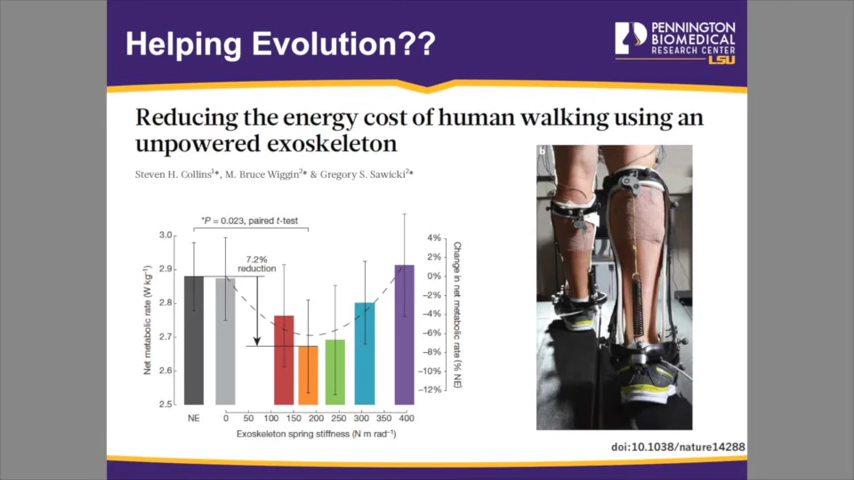 Helping Evolution??
PENNINGTON
BIOMEDICAL
RESEARCH CENTER
LSU
Reducing the energy cost of human walking using an
unpowered exoskeleton
Steven H. Collins¹*, M. Bruce Wiggin²* & Gregory S. Sawicki²*
b
*P = 0.023, paired t-test
7.2%
reduction
Net metabolic rate (W kg⁻¹)
3.0
2.9
2.8
2.7
2.6
2.5
4%
2%
0%
−2%
−4%
−6%
−8%
−10%
−12%
Change in net metabolic rate (% NE)
NE 0 50 100 150 200 250 300 350 400
Exoskeleton spring stiffness (N m rad⁻¹)
doi:10.1038/nature14288